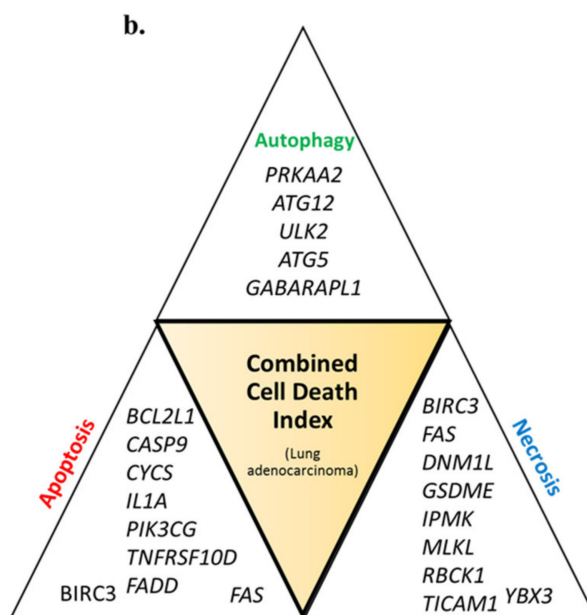 b.
Autophagy
PRKAA2
ATG12
ULK2
ATG5
GABARAPL1
Combined
Cell Death
Index
(Lung
adenocarcinoma)
Apoptosis
BCL2L1
CASP9
CYCS
IL1A
PIK3CG
TNFRSF10D
FADD
BIRC3
FAS
Necrosis
BIRC3
FAS
DNM1L
GSDME
IPMK
MLKL
RBCK1
TICAM1
YBX3